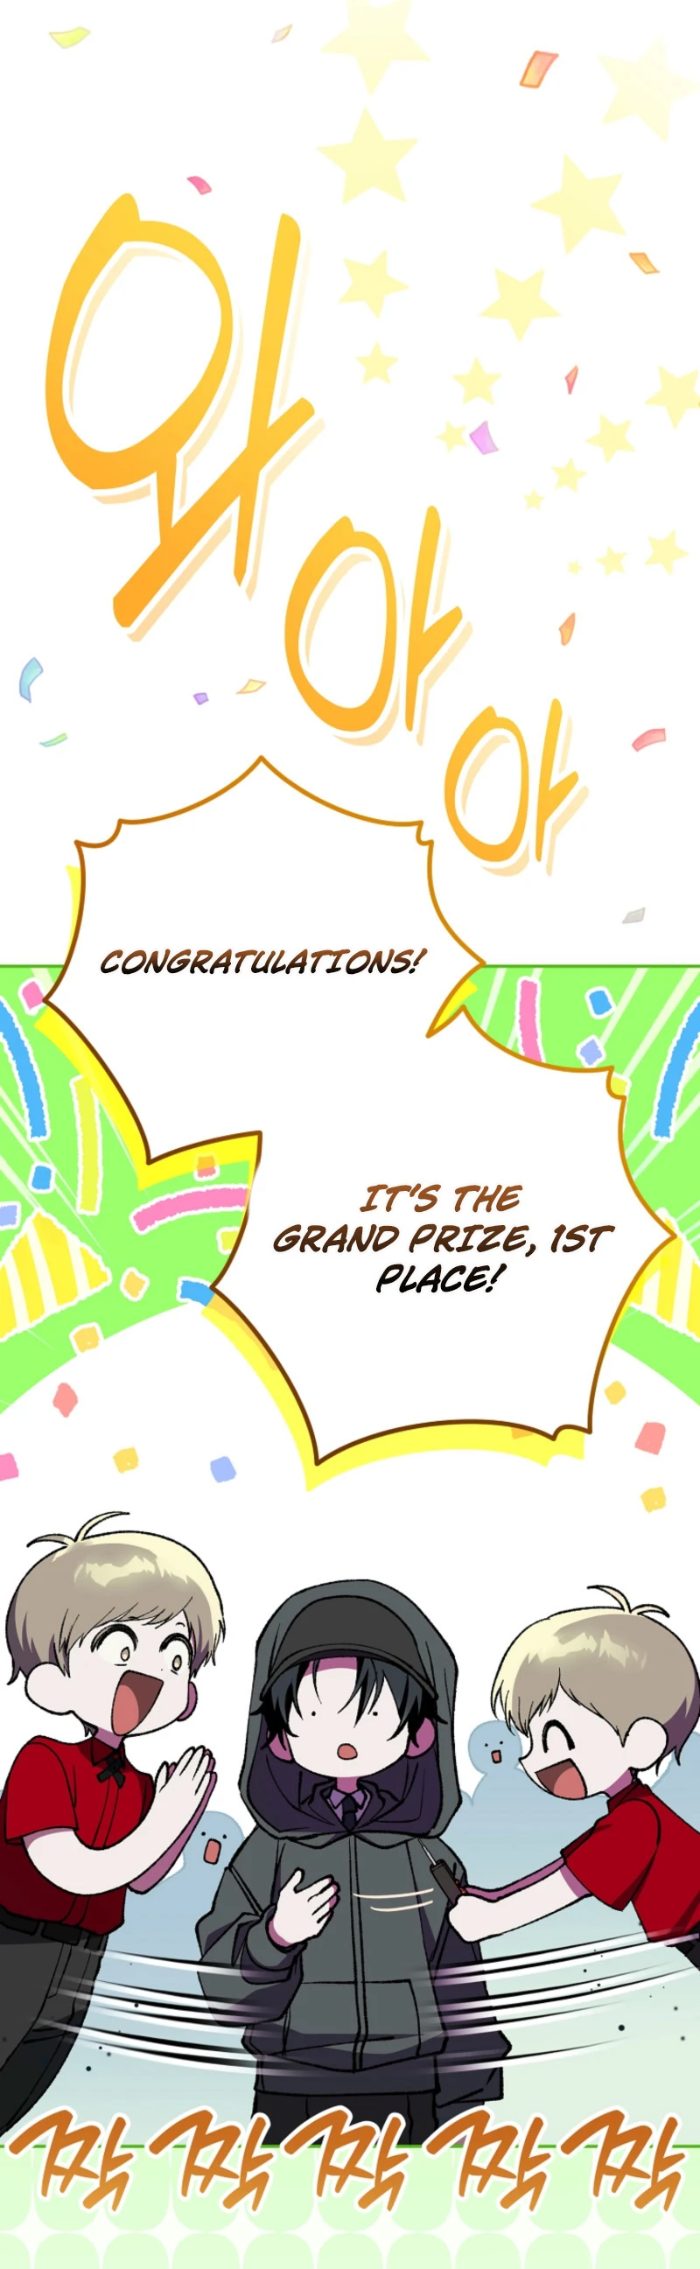 와
아
아
CONGRATULATIONS!
IT'S THE
GRAND PRIZE, 1ST
PLACE!
짝 짝 짝 짝 짝